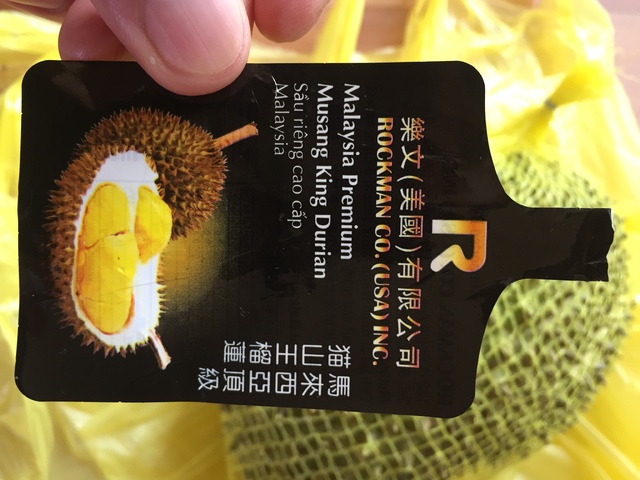 R
樂文(美國)有限公司
ROCKMAN CO. (USA) INC.
Malaysia Premium
Musang King Durian
Sầu riêng cao cấp
Malaysia
馬來西亞頂級
猫山王榴蓮